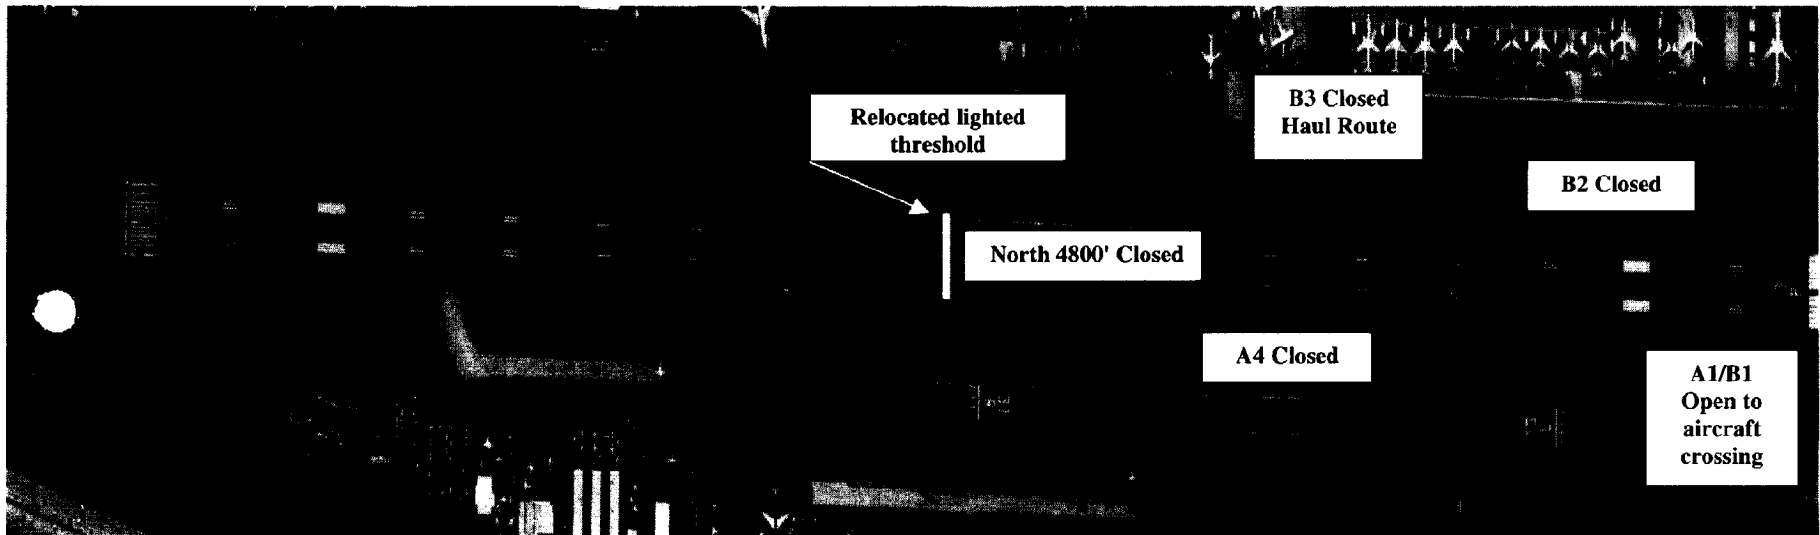 Relocated lighted
threshold
North 4800' Closed
B3 Closed
Haul Route
B2 Closed
A4 Closed
A1/B1
Open to
aircraft
crossing